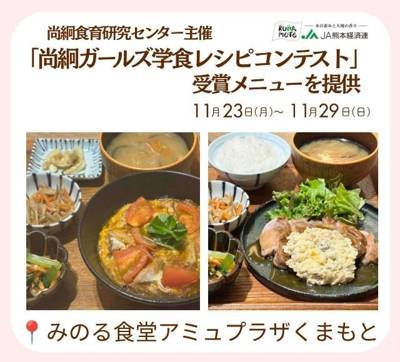 尚絅食育研究センター主催
KUMAMOTO
JA熊本経済連
「尚絅ガールズ学食レシピコンテスト」
受賞メニューを提供
11月23日(月)～ 11月29日(日)
みのる食堂アミュプラザくまもと